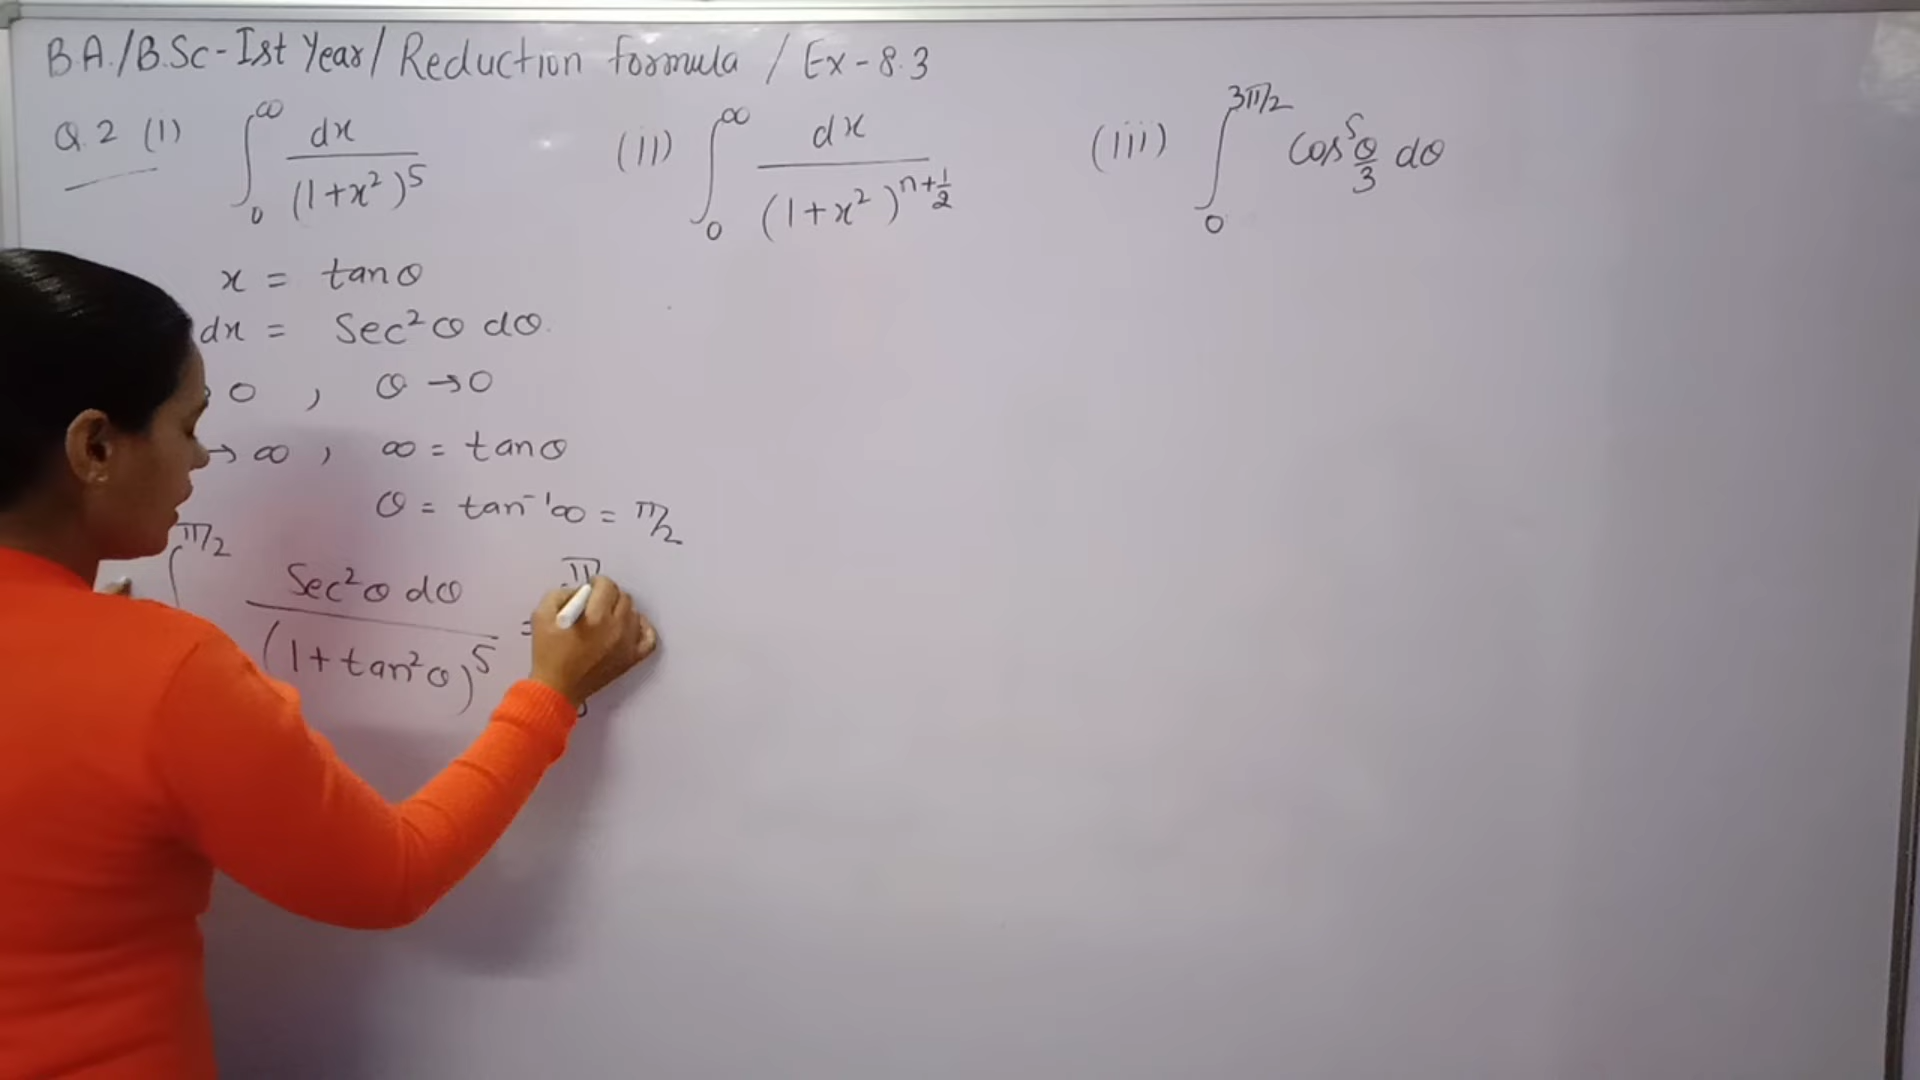 B.A./B.Sc-Ist Year/Reduction formula / Ex-8.3
Q.2 (i) ∫₀^∞ dx/(1+x²)⁵ (ii) ∫₀^∞ dx/(1+x²)^(n+1/2) (iii) ∫₀^(3π/2) cos⁵ θ/3 dθ
x = tanθ
dx = Sec²θ dθ.
0 , θ→0
→∞ , ∞ = tanθ
θ = tan⁻¹∞ = π/2
∫^(π/2) Sec²θ dθ/(1+tan²θ)⁵ = π